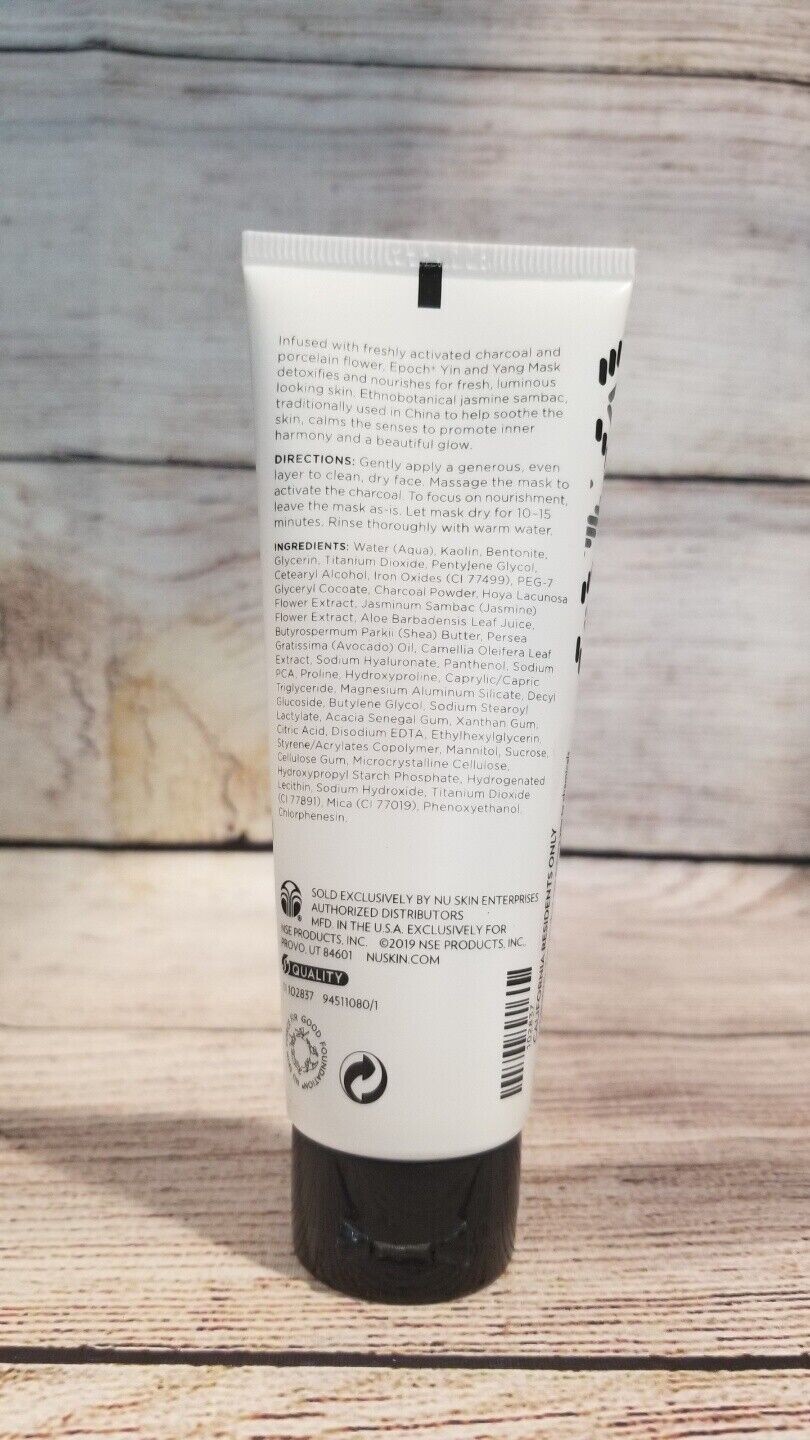 Infused with freshly activated charcoal and
porcelain flower. Epoch® Yin and Yang Mask
detoxifies and nourishes for fresh, luminous
looking skin. Ethnobotanical jasmine sambac,
traditionally used in China to help soothe the
skin, calms the senses to promote inner
harmony and a beautiful glow.
DIRECTIONS: Gently apply a generous, even
layer to clean, dry face. Massage the mask to
activate the charcoal. To focus on nourishment,
leave the mask as-is. Let mask dry for 10–15
minutes. Rinse thoroughly with warm water.
INGREDIENTS: Water (Aqua), Kaolin, Bentonite,
Glycerin, Titanium Dioxide, Pentylene Glycol,
Cetearyl Alcohol, Iron Oxides (CI 77499), PEG-7
Glyceryl Cocoate, Charcoal Powder, Hoya Lacunosa
Flower Extract, Jasminum Sambac (Jasmine)
Flower Extract, Aloe Barbadensis Leaf Juice,
Butyrospermum Parkii (Shea) Butter, Persea
Gratissima (Avocado) Oil, Camellia Oleifera Leaf
Extract, Sodium Hyaluronate, Panthenol, Sodium
PCA, Proline, Hydroxyproline, Caprylic/Capric
Triglyceride, Magnesium Aluminum Silicate, Decyl
Glucoside, Butylene Glycol, Sodium Stearoyl
Lactylate, Acacia Senegal Gum, Xanthan Gum,
Citric Acid, Disodium EDTA, Ethylhexylglycerin,
Styrene/Acrylates Copolymer, Mannitol, Sucrose,
Cellulose Gum, Microcrystalline Cellulose,
Hydroxypropyl Starch Phosphate, Hydrogenated
Lecithin, Sodium Hydroxide, Titanium Dioxide
(CI 77891), Mica (CI 77019), Phenoxyethanol,
Chlorphenesin.
SOLD EXCLUSIVELY BY NU SKIN ENTERPRISES
AUTHORIZED DISTRIBUTORS
MFD. IN THE U.S.A. EXCLUSIVELY FOR
NSE PRODUCTS, INC. ©2019 NSE PRODUCTS, INC.
PROVO, UT 84601 NUSKIN.COM
QUALITY
102837 94511080/1
FOR GOOD FOUNDATION
CALIFORNIA RESIDENTS ONLY
102837